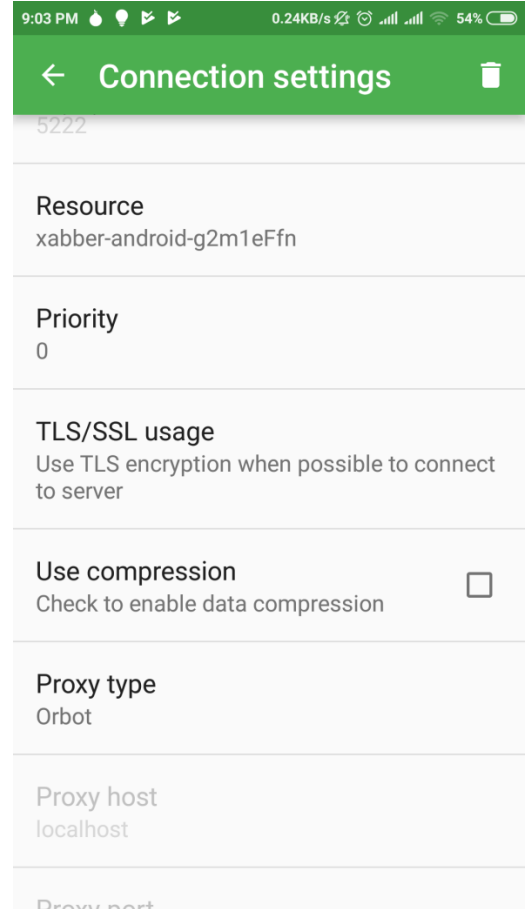 9:03 PM 0.24KB/s 54%
Connection settings
5222
Resource
xabber-android-g2m1eFfn
Priority
0
TLS/SSL usage
Use TLS encryption when possible to connect
to server
Use compression
Check to enable data compression
Proxy type
Orbot
Proxy host
localhost
Proxy port